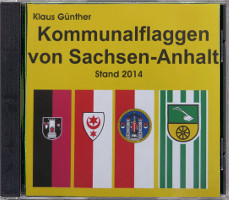 Klaus Günther
Kommunalflaggen
von Sachsen-Anhalt
Stand 2014